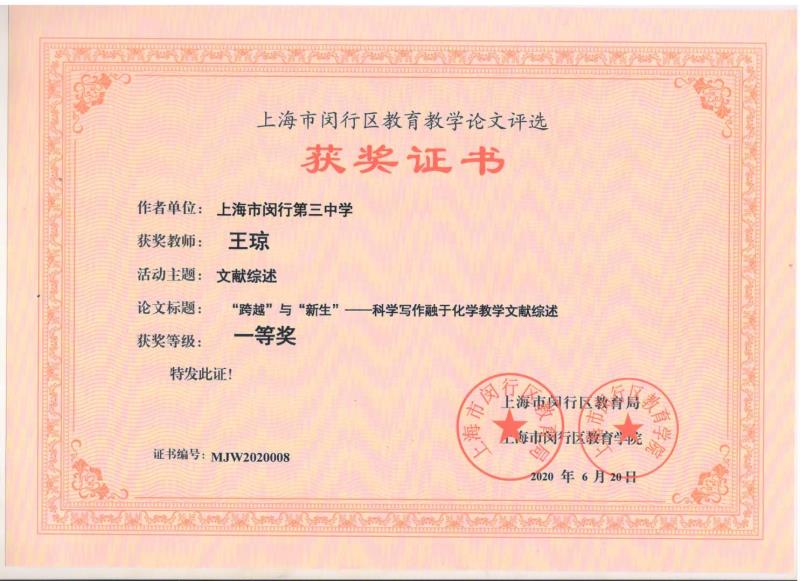 上海市闵行区教育教学论文评选
获奖证书
作者单位：上海市闵行第三中学
获奖教师：王琼
活动主题：文献综述
论文标题：“跨越”与“新生”——科学写作融于化学教学文献综述
获奖等级：一等奖
特发此证！
上海市闵行区教育局
上海市闵行区教育学院
证书编号：MJW2020008
2020 年 6 月 20 日
上海市闵行区教育局
上海市闵行区教育学院